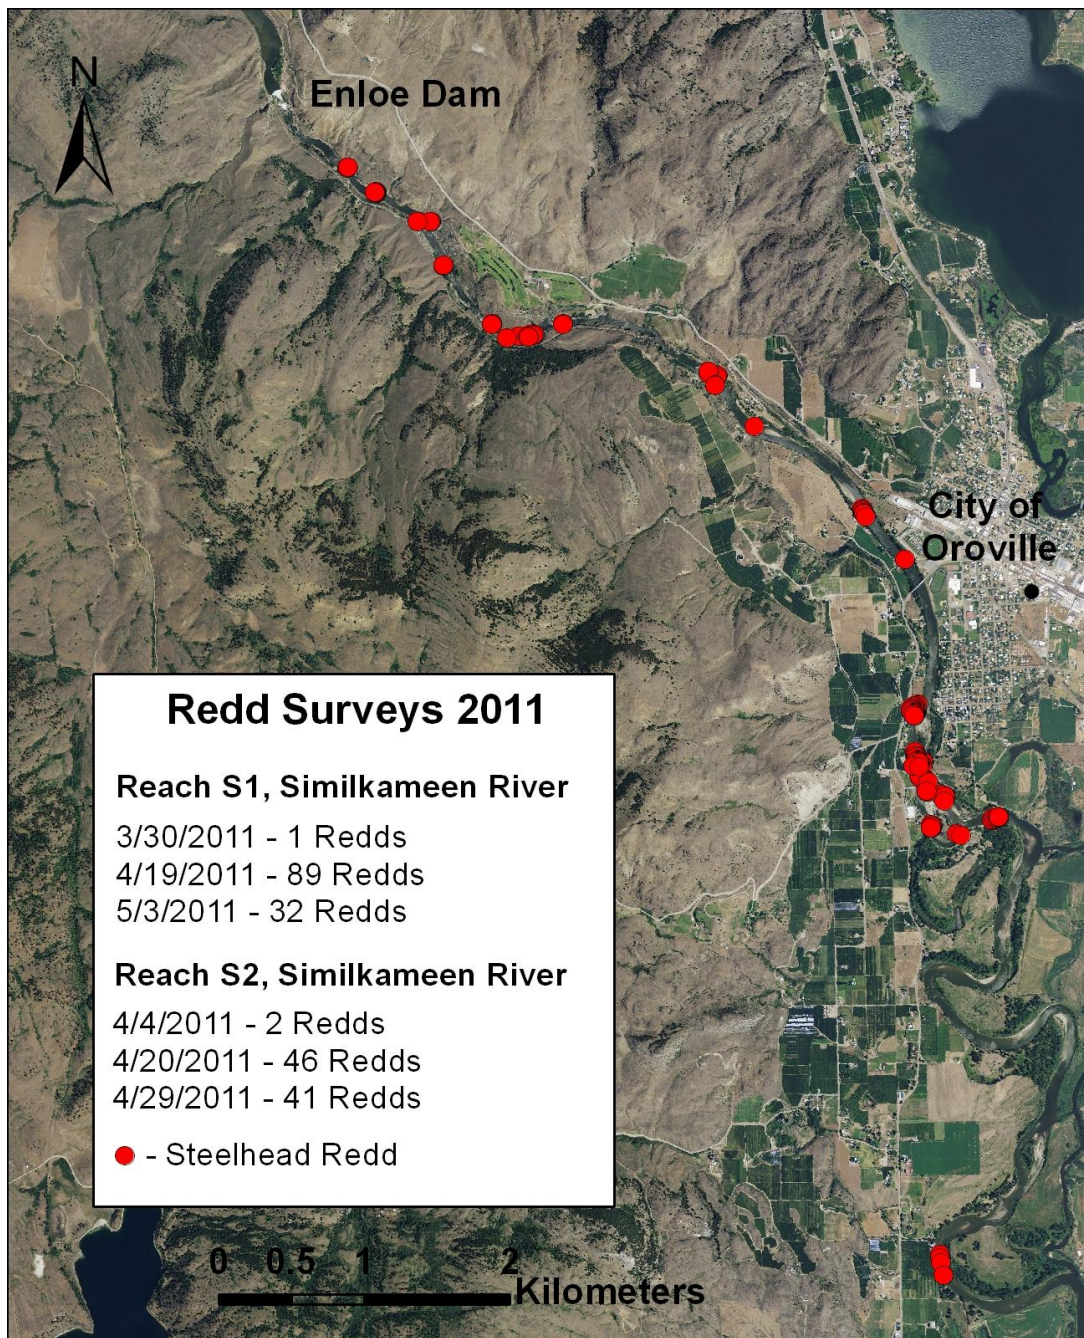 N
Enloe Dam
City of
Oroville
Redd Surveys 2011
Reach S1, Similkameen River
3/30/2011 - 1 Redds
4/19/2011 - 89 Redds
5/3/2011 - 32 Redds
Reach S2, Similkameen River
4/4/2011 - 2 Redds
4/20/2011 - 46 Redds
4/29/2011 - 41 Redds
- Steelhead Redd
0 0.5 1 2
Kilometers